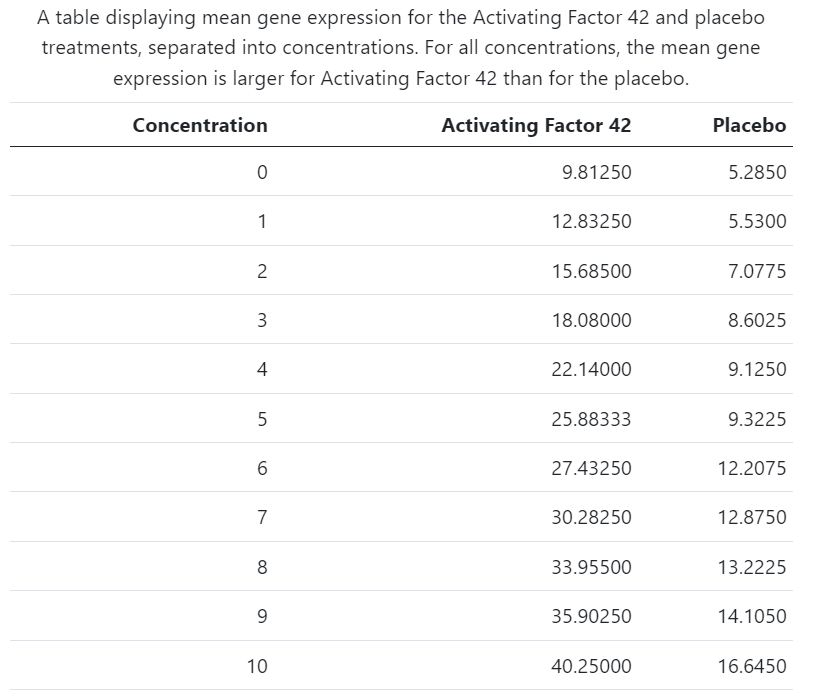 A table displaying mean gene expression for the Activating Factor 42 and placebo
treatments, separated into concentrations. For all concentrations, the mean gene
expression is larger for Activating Factor 42 than for the placebo.
Concentration Activating Factor 42 Placebo
0 9.81250 5.2850
1 12.83250 5.5300
2 15.68500 7.0775
3 18.08000 8.6025
4 22.14000 9.1250
5 25.88333 9.3225
6 27.43250 12.2075
7 30.28250 12.8750
8 33.95500 13.2225
9 35.90250 14.1050
10 40.25000 16.6450